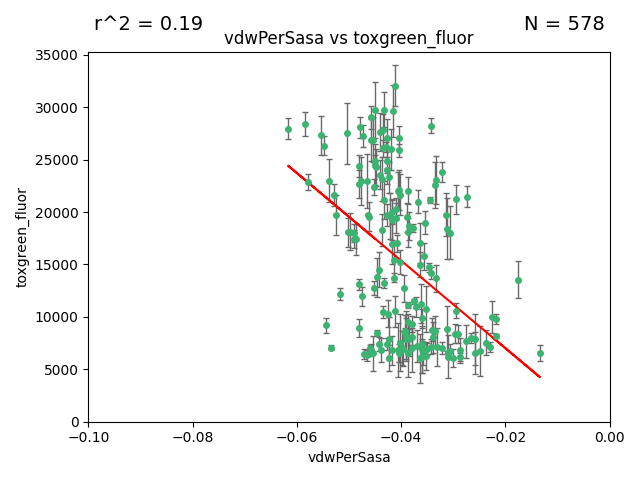 r^2 = 0.19
N = 578
vdwPerSasa vs toxgreen_fluor
toxgreen_fluor
35000
30000
25000
20000
15000
10000
5000
0
−0.10
−0.08
−0.06
−0.04
−0.02
0.00
vdwPerSasa